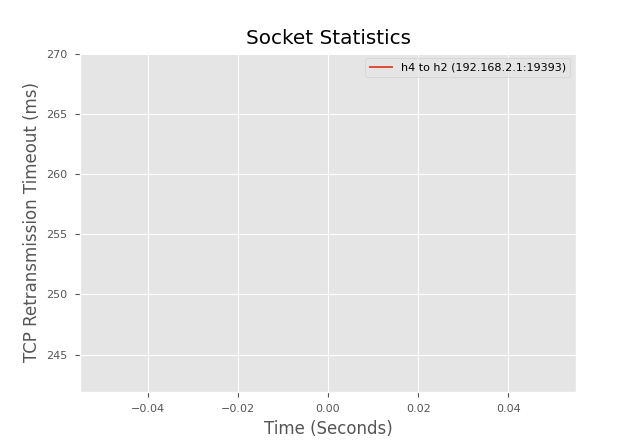 Socket Statistics
h4 to h2 (192.168.2.1:19393)
TCP Retransmission Timeout (ms)
270
265
260
255
250
245
−0.04 −0.02 0.00 0.02 0.04
Time (Seconds)